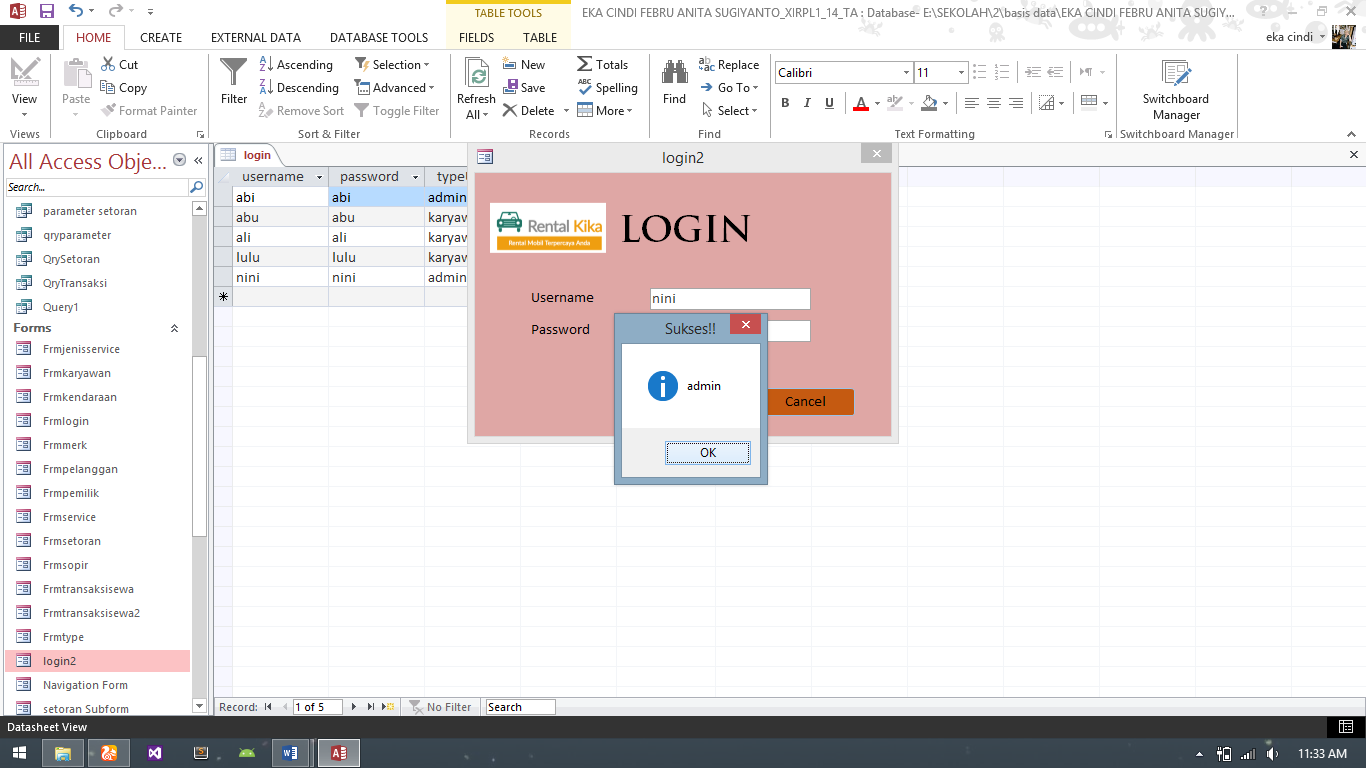 TABLE TOOLS
EKA CINDI FEBRU ANITA SUGIYANTO_XIRPL1_14_TA : Database- E:\SEKOLAH\2\basis data\EKA CINDI FEBRU ANITA SUGIY...
FILE HOME CREATE EXTERNAL DATA DATABASE TOOLS FIELDS TABLE
eka cindi
View
Views
Paste
Cut
Copy
Format Painter
Clipboard
Filter
Ascending
Descending
Remove Sort
Selection
Advanced
Toggle Filter
Sort & Filter
Refresh
All
New
Save
Delete
Totals
Spelling
More
Records
Find
Replace
Go To
Select
Find
Calibri
11
B I U A
Text Formatting
Switchboard
Manager
Switchboard Manager
All Access Obje...
Search...
parameter setoran
qryparameter
QrySetoran
QryTransaksi
Query1
Forms
Frmjenisservice
Frmkaryawan
Frmkendaraan
Frmlogin
Frmmerk
Frmpelanggan
Frmpemilik
Frmservice
Frmsetoran
Frmsopir
Frmtransaksisewa
Frmtransaksisewa2
Frmtype
login2
Navigation Form
setoran Subform
login
username password typeU
abi abi admin
abu abu karyaw
ali ali karyaw
lulu lulu karyaw
nini nini admin
login2
Rental Kika
Rental Mobil Terpercaya Anda
LOGIN
Username nini
Password
Cancel
Sukses!!
admin
OK
Record: 1 of 5 No Filter Search
Datasheet View
11:33 AM